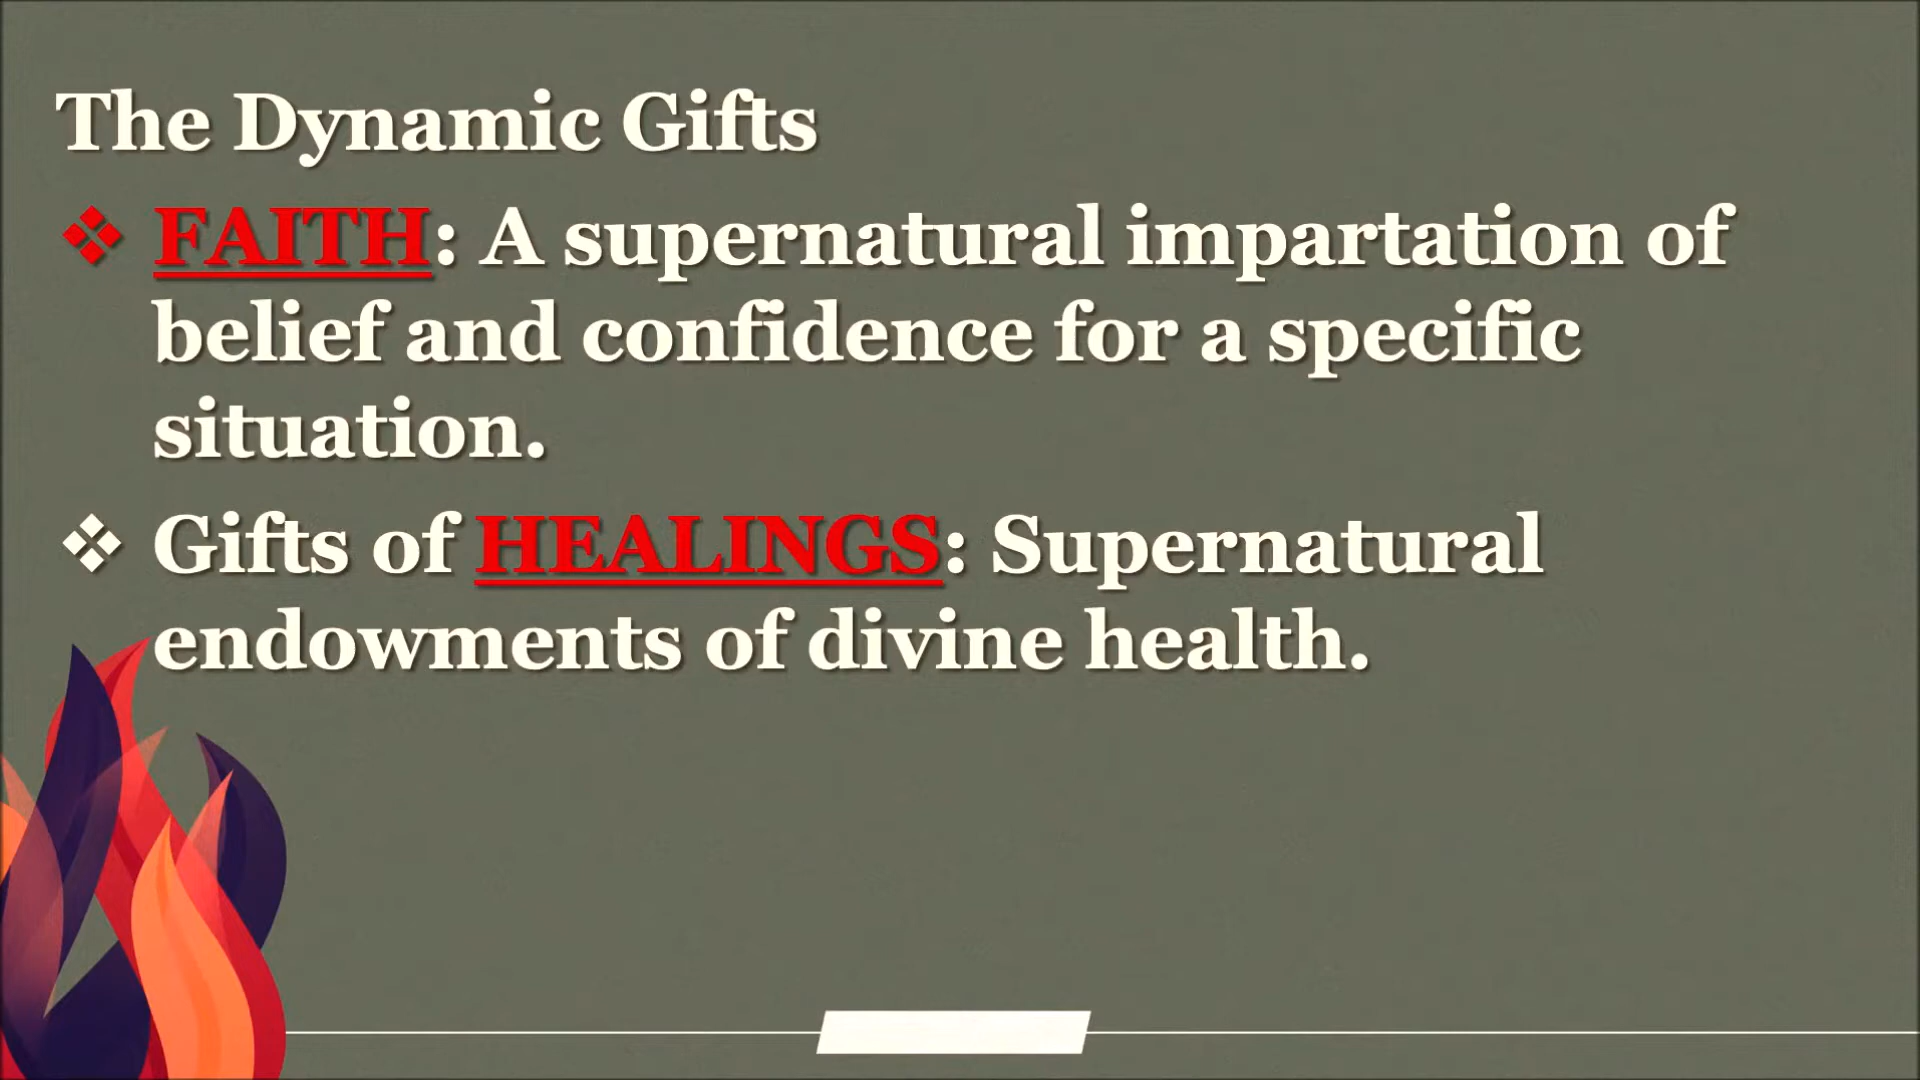 The Dynamic Gifts
❖ FAITH: A supernatural impartation of
belief and confidence for a specific
situation.
❖ Gifts of HEALINGS: Supernatural
endowments of divine health.